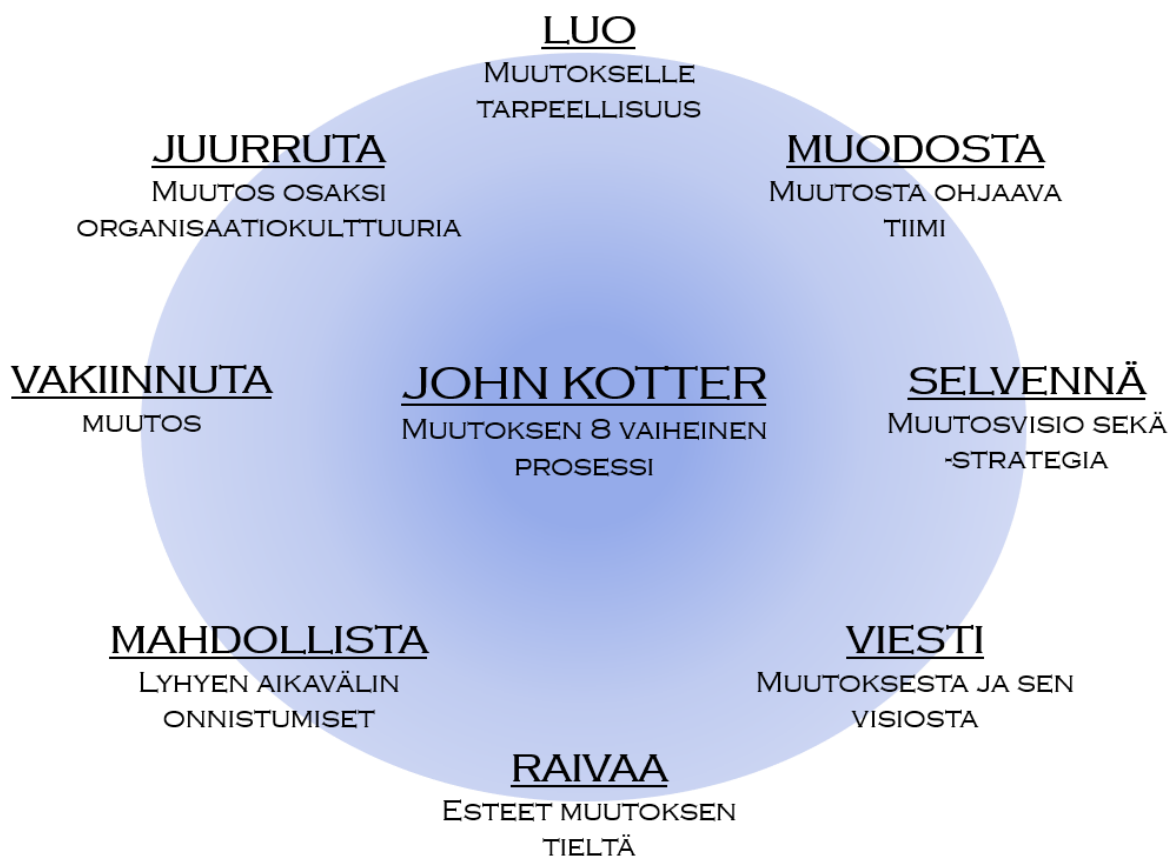 LUO
MUUTOKSELLE
TARPEELLISUUS
MUODOSTA
MUUTOSTA OHJAAVA
TIIMI
SELVENNÄ
MUUTOSVISIO SEKÄ
-STRATEGIA
VIESTI
MUUTOKSESTA JA SEN
VISIOSTA
RAIVAA
ESTEET MUUTOKSEN
TIELTÄ
MAHDOLLISTA
LYHYEN AIKAVÄLIN
ONNISTUMISET
VAKIINNUTA
MUUTOS
JUURRUTA
MUUTOS OSAKSI
ORGANISAATIOKULTTUURIA
JOHN KOTTER
MUUTOKSEN 8 VAIHEINEN
PROSESSI